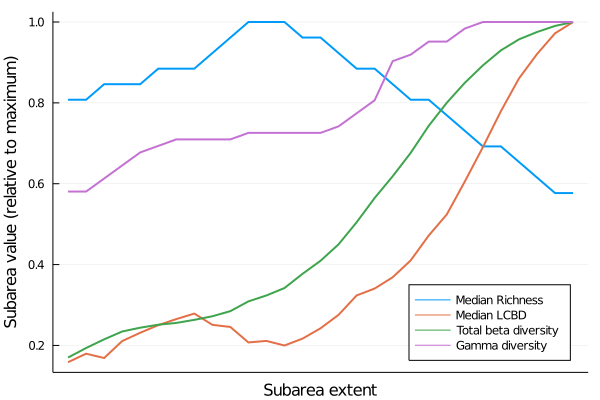 Subarea value (relative to maximum)
1.0
0.8
0.6
0.4
0.2
Median Richness
Median LCBD
Total beta diversity
Gamma diversity
Subarea extent